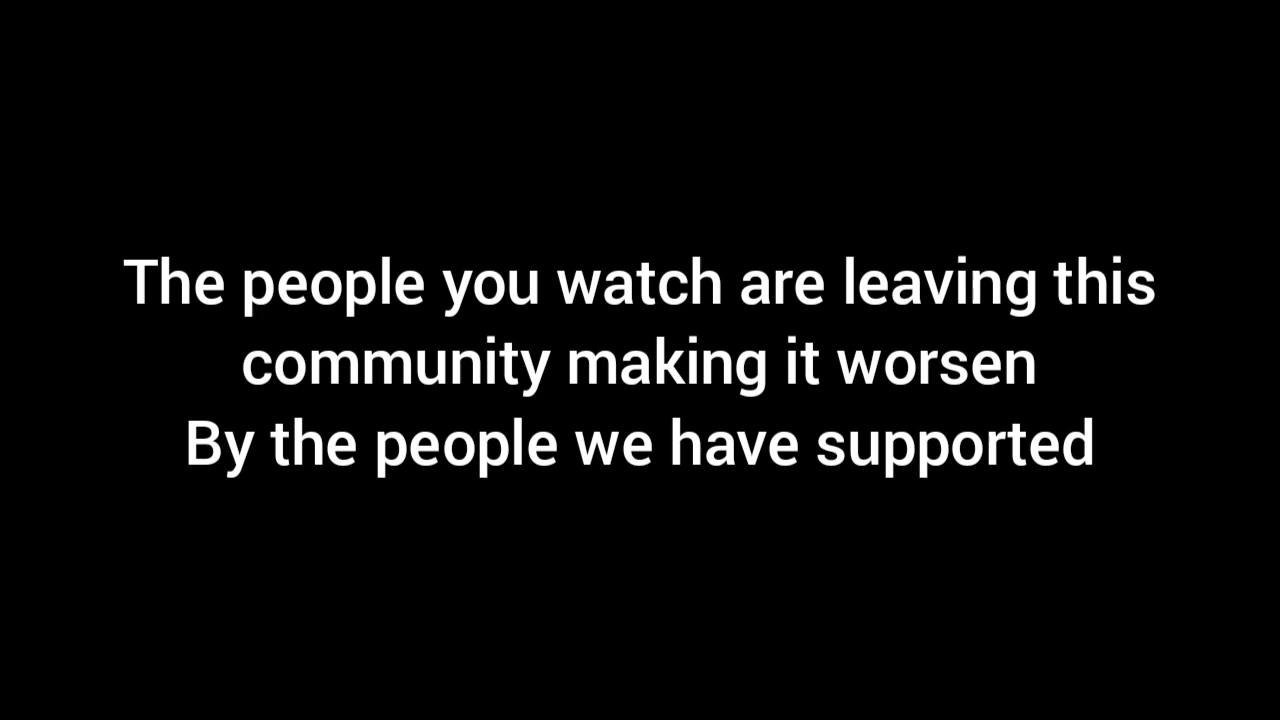 The people you watch are leaving this
community making it worsen
By the people we have supported